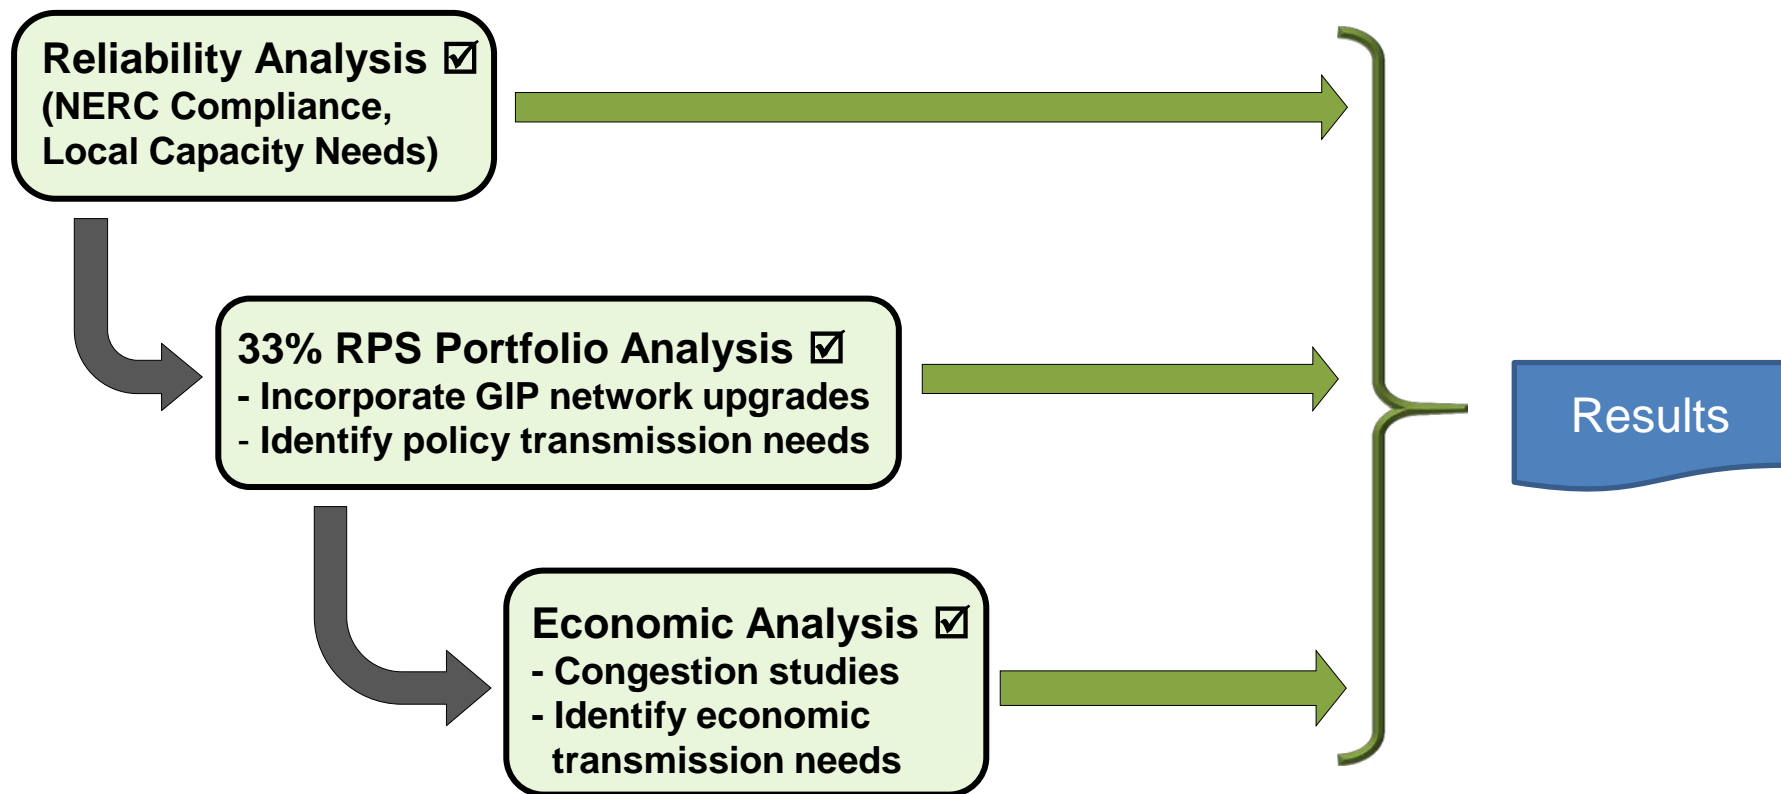 Reliability Analysis ☑
(NERC Compliance,
Local Capacity Needs)
33% RPS Portfolio Analysis ☑
- Incorporate GIP network upgrades
- Identify policy transmission needs
Results
Economic Analysis ☑
- Congestion studies
- Identify economic
transmission needs